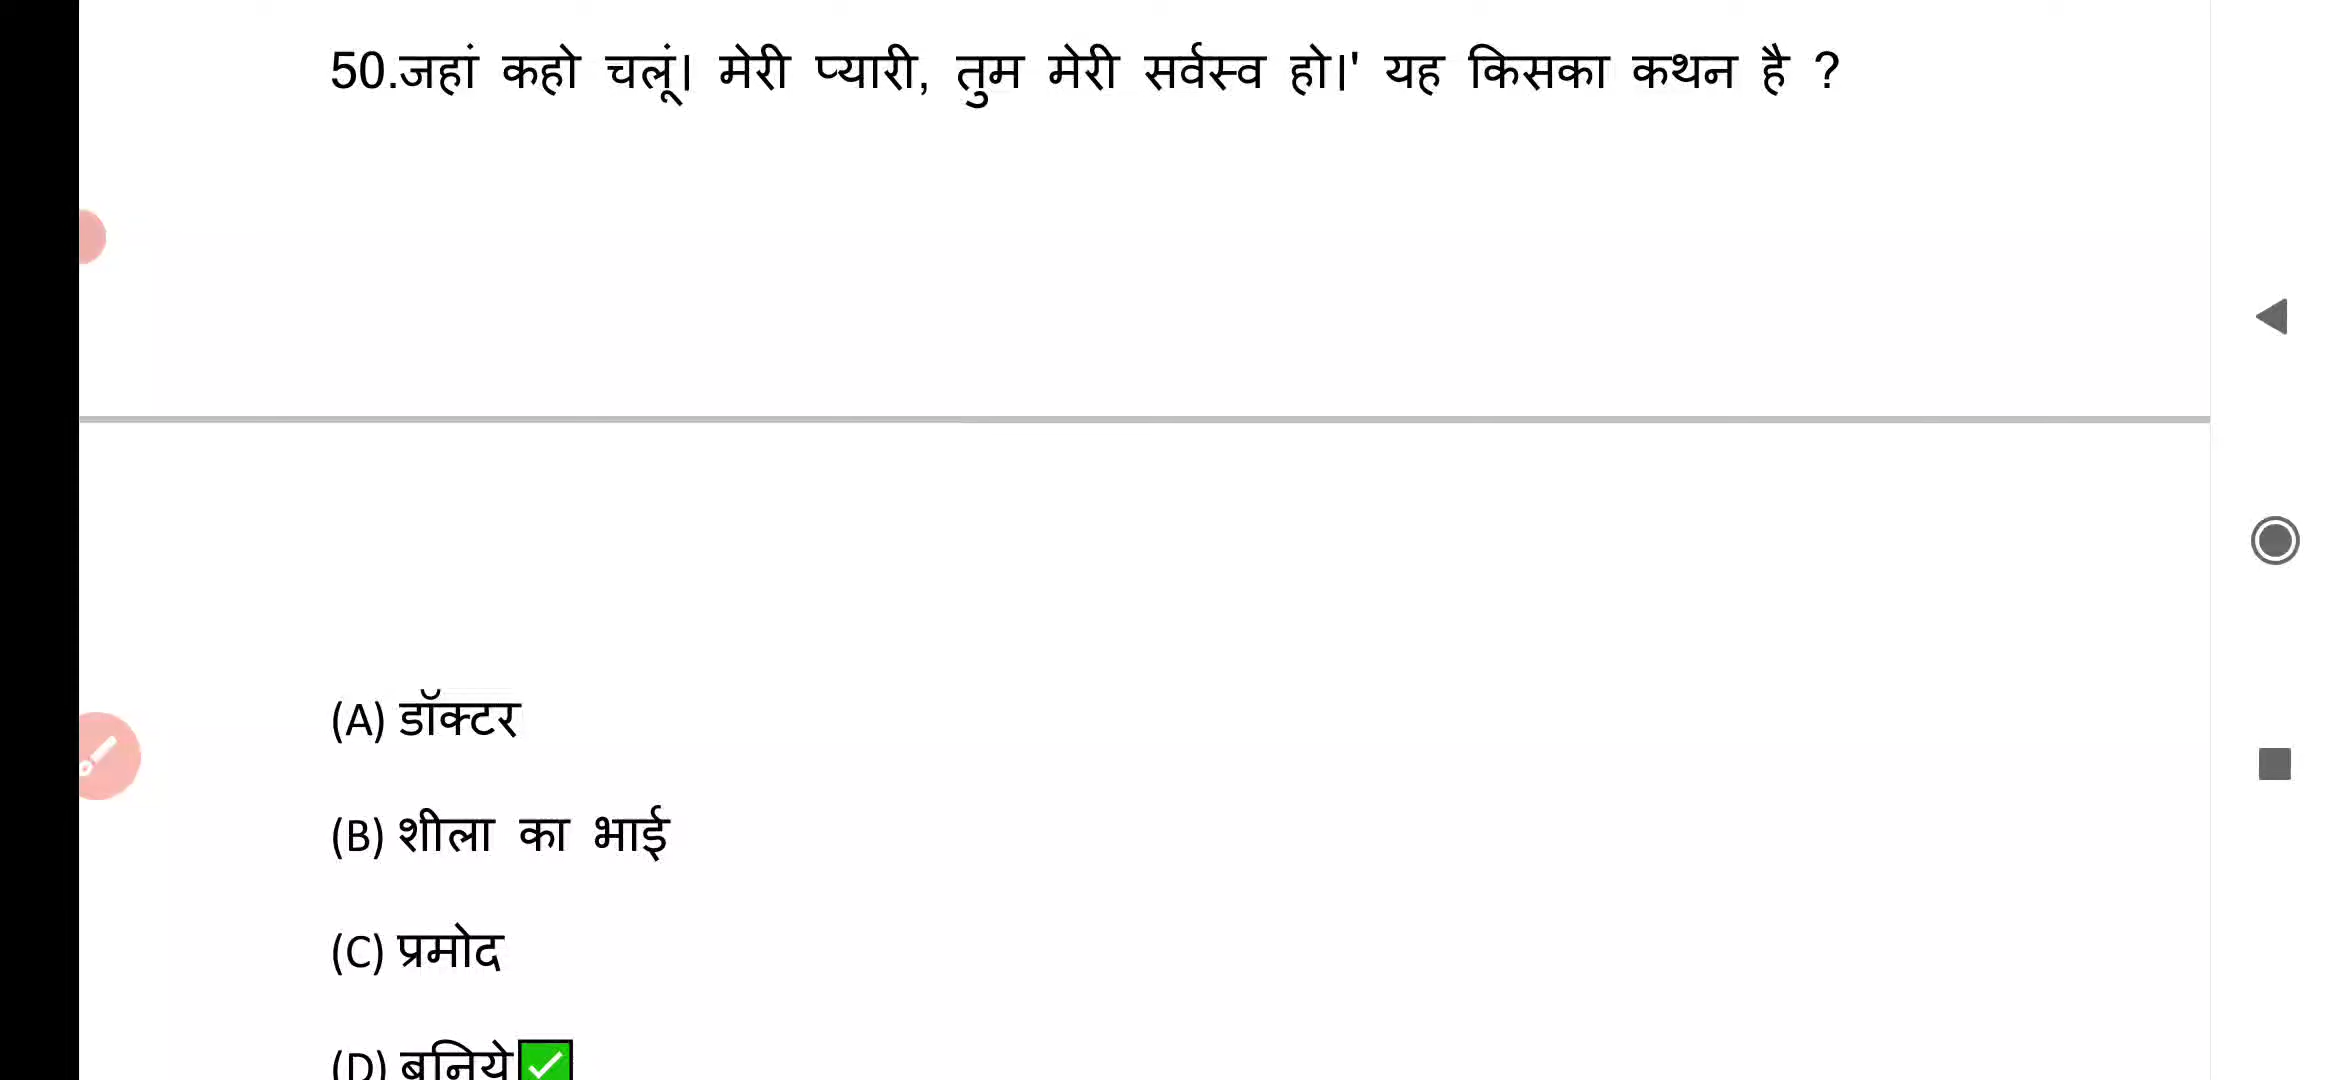 50.जहां कहो चलूं। मेरी प्यारी, तुम मेरी सर्वस्व हो।' यह किसका कथन है ?
(A) डॉक्टर
(B) शीला का भाई
(C) प्रमोद
(D) बनिये